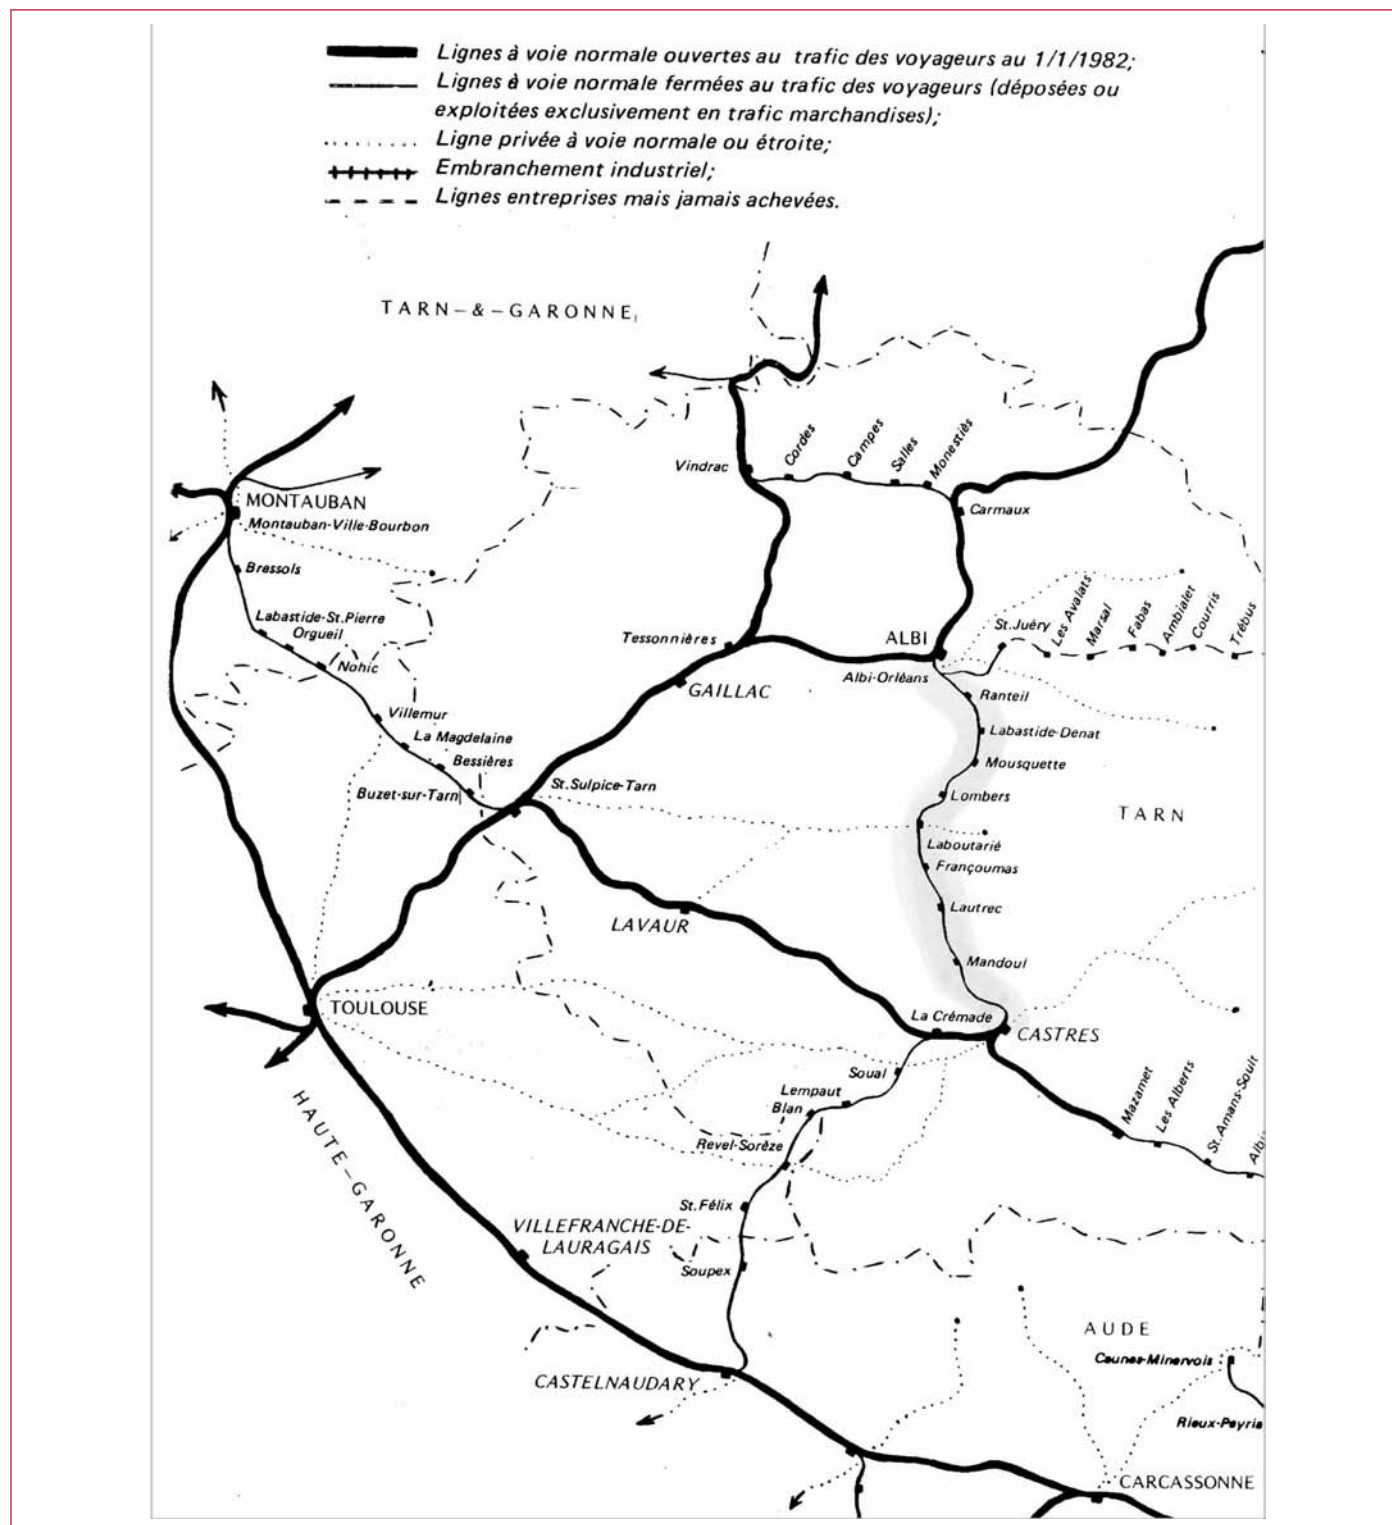 Lignes à voie normale ouvertes au trafic des voyageurs au 1/1/1982;
Lignes à voie normale fermées au trafic des voyageurs (déposées ou
exploitées exclusivement en trafic marchandises);
Ligne privée à voie normale ou étroite;
Embranchement industriel;
Lignes entreprises mais jamais achevées.
TARN-&-GARONNE
Vindrac
Cordes
Campes
Salles
Monestiès
Carmaux
MONTAUBAN
Montauban-Ville-Bourbon
Bressols
Labastide-St.Pierre
Orgueil
Nohic
Villemur
La Magdelaine
Bessières
Buzet-sur-Tarn
St.Sulpice-Tarn
Tessonnières
GAILLAC
ALBI
Albi-Orléans
St.Juéry
Les Avalats
Marsal
Fabas
Ambialet
Courris
Trébus
Ranteil
Labastide-Denat
Mousquette
Lombers
TARN
Laboutarié
Françoumas
Lautrec
Mandoul
LAVAUR
TOULOUSE
La Crémade
CASTRES
Soual
Lempaut
Blan
Revel-Sorèze
Mazamet
Les Alberts
St.Amans-Soult
Albi
HAUTE-GARONNE
St.Félix
VILLEFRANCHE-DE-
LAURAGAIS
Soupex
AUDE
Caunes-Minervois
CASTELNAUDARY
Rieux-Peyria
CARCASSONNE